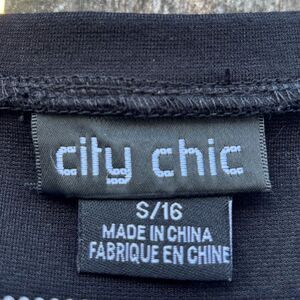 city chic
S/16
MADE IN CHINA
FABRIQUE EN CHINE